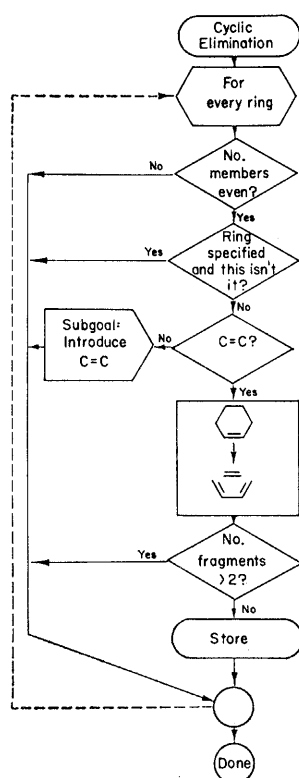 Cyclic
Elimination
For
every ring
No.
members
even?
No
Yes
Ring
specified
and this isn't
it?
Yes
No
C=C?
No
Subgoal:
Introduce
C=C
Yes
No.
fragments
>2?
Yes
No
Store
Done